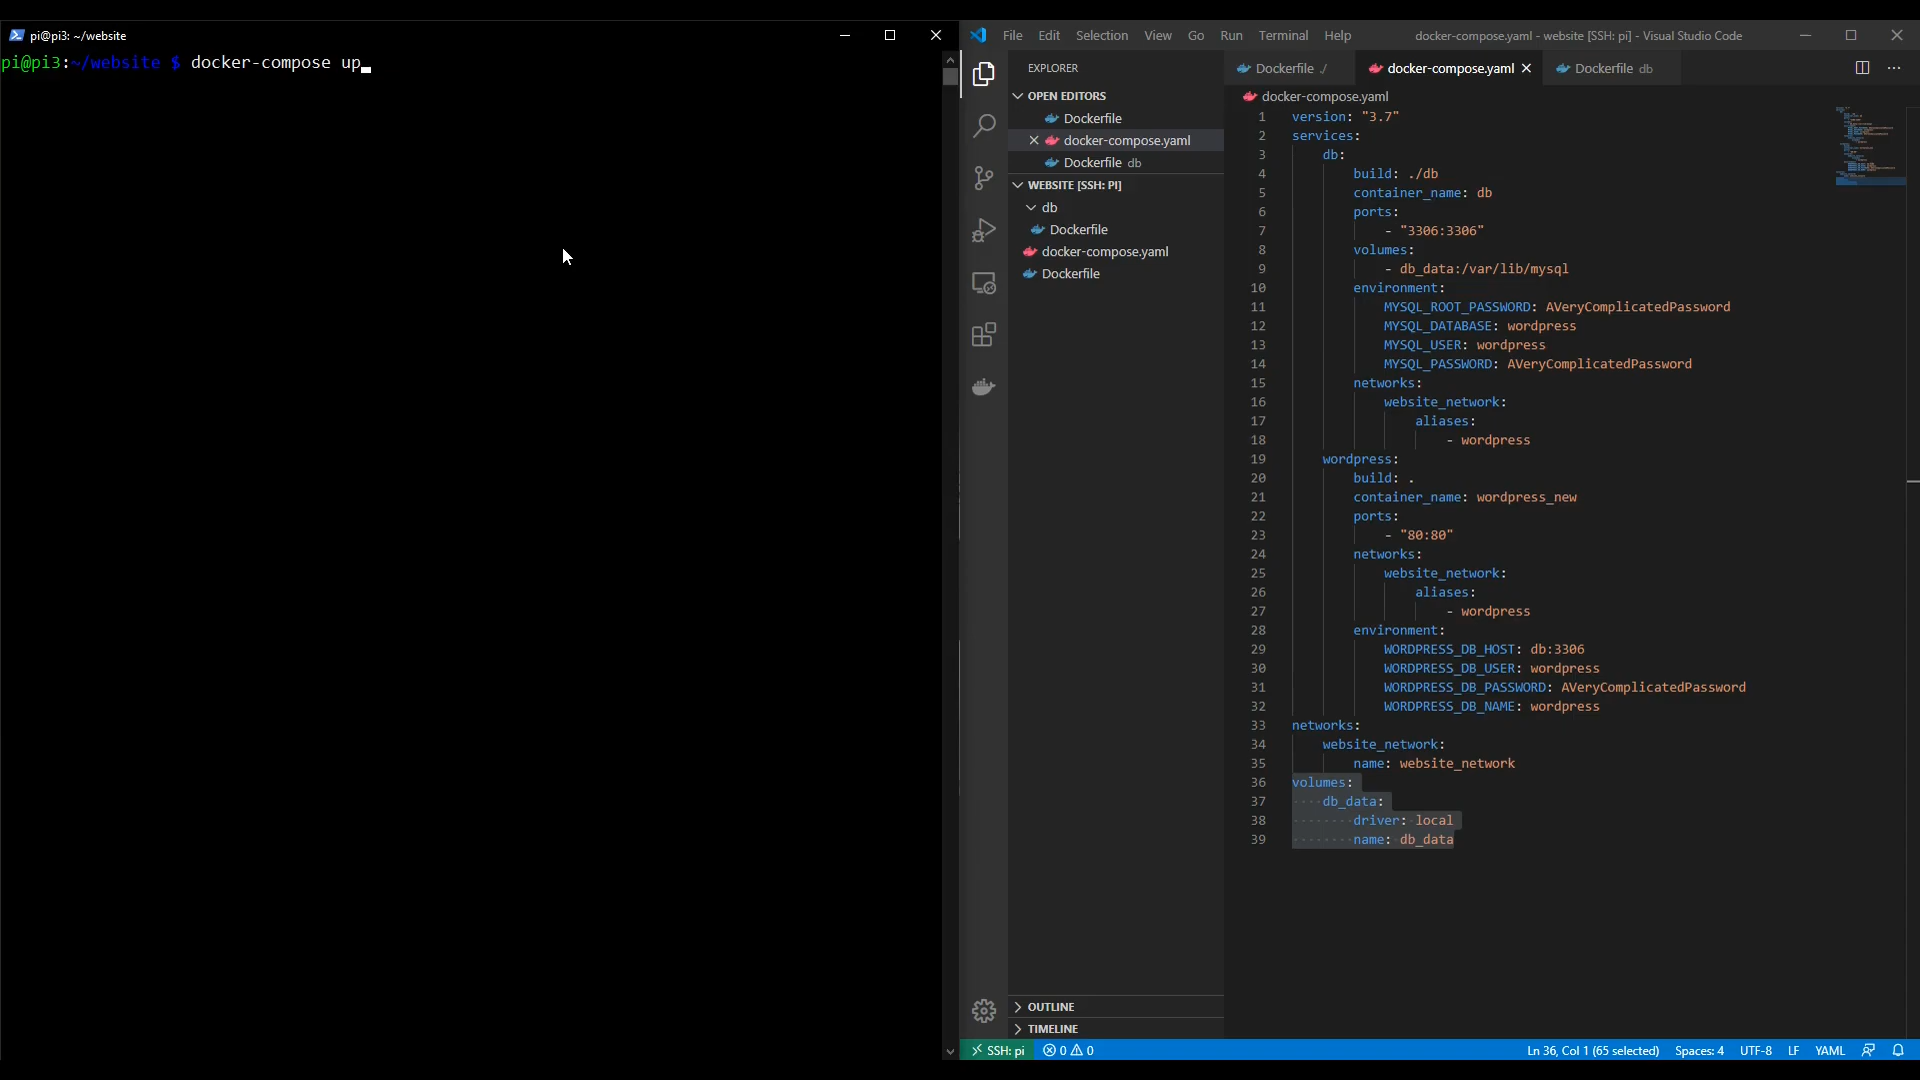 pi@pi3: ~/website
pi@pi3:~/website $ docker-compose up
File Edit Selection View Go Run Terminal Help
docker-compose.yaml - website [SSH: pi] - Visual Studio Code
EXPLORER
OPEN EDITORS
Dockerfile
docker-compose.yaml
Dockerfile db
WEBSITE [SSH: PI]
db
Dockerfile
docker-compose.yaml
Dockerfile
OUTLINE
TIMELINE
Dockerfile ./
docker-compose.yaml
Dockerfile db
docker-compose.yaml
1 version: "3.7"
2 services:
3 db:
4 build: ./db
5 container_name: db
6 ports:
7 - "3306:3306"
8 volumes:
9 - db_data:/var/lib/mysql
10 environment:
11 MYSQL_ROOT_PASSWORD: AVeryComplicatedPassword
12 MYSQL_DATABASE: wordpress
13 MYSQL_USER: wordpress
14 MYSQL_PASSWORD: AVeryComplicatedPassword
15 networks:
16 website_network:
17 aliases:
18 - wordpress
19 wordpress:
20 build: .
21 container_name: wordpress_new
22 ports:
23 - "80:80"
24 networks:
25 website_network:
26 aliases:
27 - wordpress
28 environment:
29 WORDPRESS_DB_HOST: db:3306
30 WORDPRESS_DB_USER: wordpress
31 WORDPRESS_DB_PASSWORD: AVeryComplicatedPassword
32 WORDPRESS_DB_NAME: wordpress
33 networks:
34 website_network:
35 name: website_network
36 volumes:
37 db_data:
38 driver: local
39 name: db_data
SSH: pi 0 0
Ln 36, Col 1 (65 selected) Spaces: 4 UTF-8 LF YAML